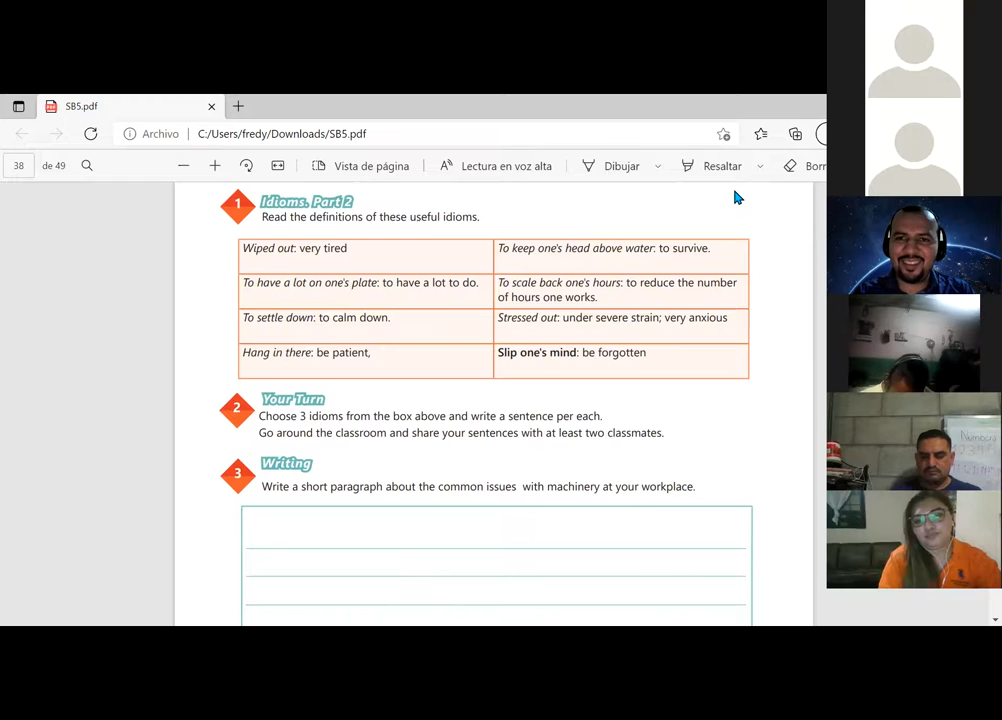 SB5.pdf
Archivo
C:/Users/fredy/Downloads/SB5.pdf
38 de 49
Vista de página
Lectura en voz alta
Dibujar
Resaltar
Borr
1 Idioms. Part 2
Read the definitions of these useful idioms.
Wiped out: very tired
To keep one's head above water: to survive.
To have a lot on one's plate: to have a lot to do.
To scale back one's hours: to reduce the number
of hours one works.
To settle down: to calm down.
Stressed out: under severe strain; very anxious
Hang in there: be patient,
Slip one's mind: be forgotten
2 Your Turn
Choose 3 idioms from the box above and write a sentence per each.
Go around the classroom and share your sentences with at least two classmates.
3 Writing
Write a short paragraph about the common issues with machinery at your workplace.
Numbers